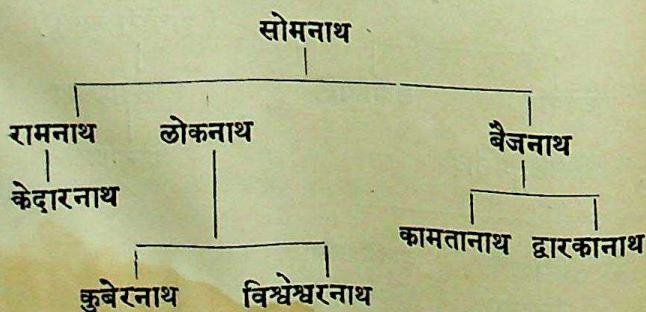 सोमनाथ
रामनाथ लोकनाथ बैजनाथ
केदारनाथ
कामतानाथ द्वारकानाथ
कुबेरनाथ विश्वेश्वरनाथ